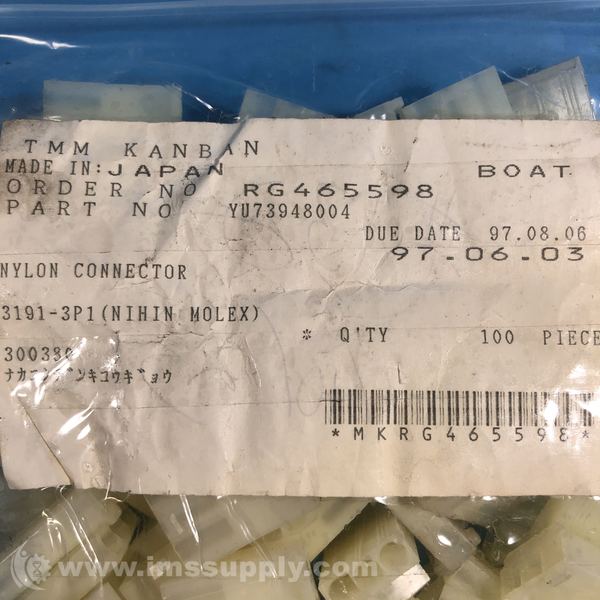 TMM KANBAN
MADE IN: JAPAN BOAT
ORDER NO RG465598
PART NO YU73948004
DUE DATE 97.08.06
97.06.03
NYLON CONNECTOR
3191-3P1(NIHIN MOLEX)
* Q'TY 100 PIECE
300380
*MKRG465598*
www.imssupply.com